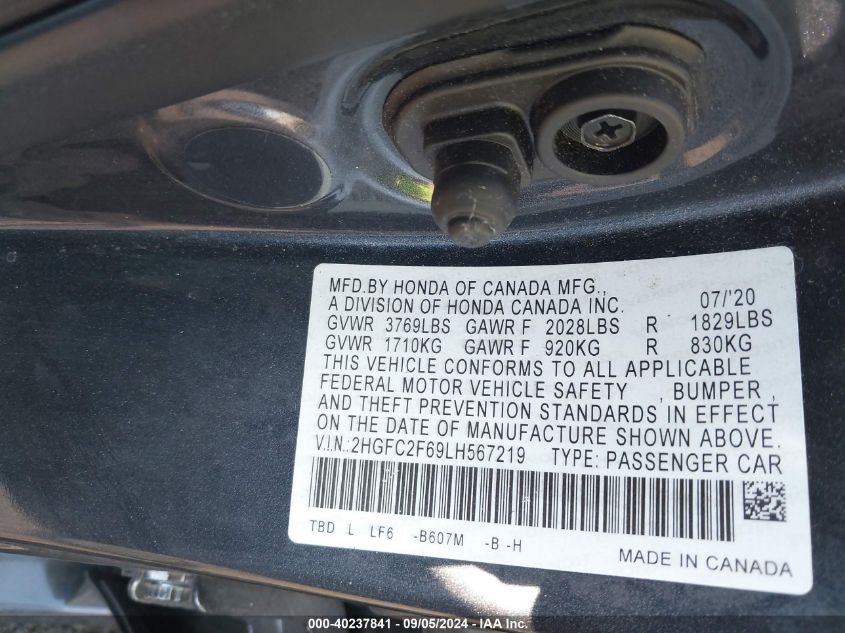 MFD.BY HONDA OF CANADA MFG.,
A DIVISION OF HONDA CANADA INC. 07/'20
GVWR 3769LBS GAWR F 2028LBS R 1829LBS
GVWR 1710KG GAWR F 920KG R 830KG
THIS VEHICLE CONFORMS TO ALL APPLICABLE
FEDERAL MOTOR VEHICLE SAFETY , BUMPER ,
AND THEFT PREVENTION STANDARDS IN EFFECT
ON THE DATE OF MANUFACTURE SHOWN ABOVE.
V.I.N.:2HGFC2F69LH567219 TYPE: PASSENGER CAR
TBD L LF6 -B607M -B -H
MADE IN CANADA
000-40237841 - 09/05/2024 - IAA Inc.